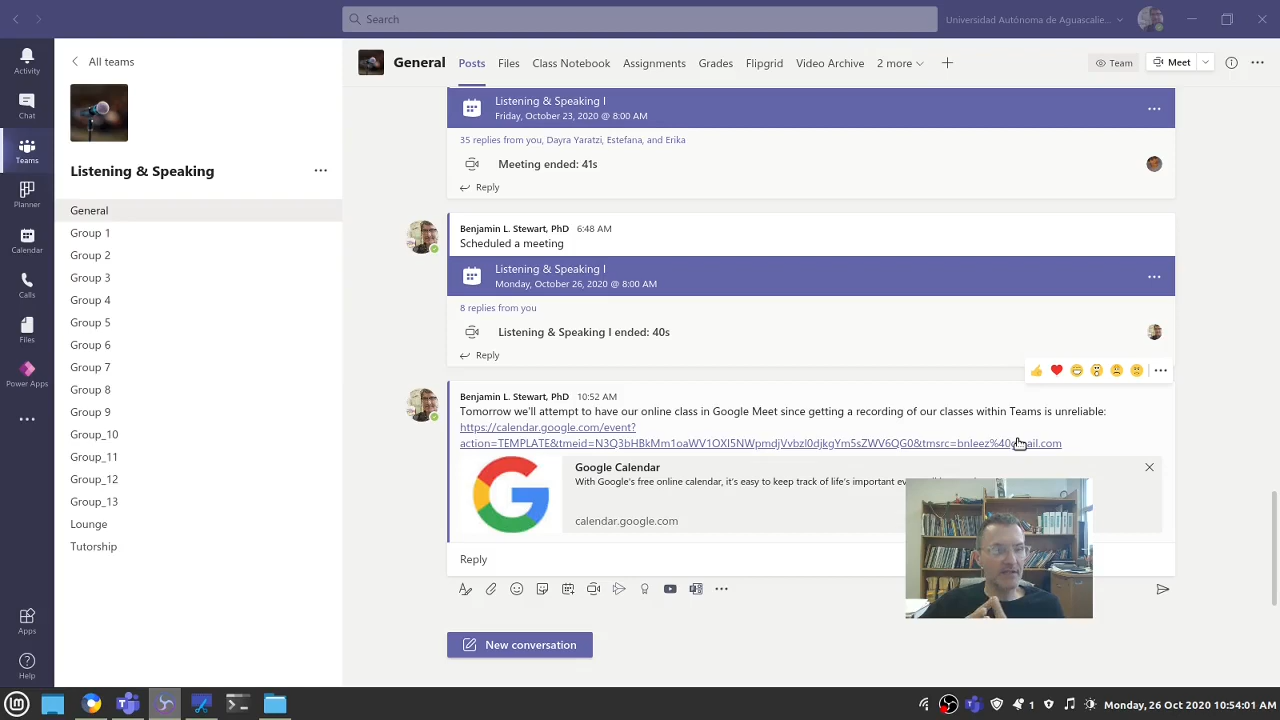 Search
Universidad Autónoma de Aguascalie...
Activity
Chat
Teams
Planner
Calendar
Calls
Files
Power Apps
Apps
Help
All teams
Listening & Speaking
General
Group 1
Group 2
Group 3
Group 4
Group 5
Group 6
Group 7
Group 8
Group 9
Group_10
Group_11
Group_12
Group_13
Lounge
Tutorship
General
Posts
Files
Class Notebook
Assignments
Grades
Flipgrid
Video Archive
2 more
Team
Meet
Listening & Speaking I
Friday, October 23, 2020 @ 8:00 AM
35 replies from you, Dayra Yaratzi, Estefana, and Erika
Meeting ended: 41s
Reply
Benjamin L. Stewart, PhD 6:48 AM
Scheduled a meeting
Listening & Speaking I
Monday, October 26, 2020 @ 8:00 AM
8 replies from you
Listening & Speaking I ended: 40s
Reply
Benjamin L. Stewart, PhD 10:52 AM
Tomorrow we'll attempt to have our online class in Google Meet since getting a recording of our classes within Teams is unreliable:
https://calendar.google.com/event?
Google Calendar
With Google's free online calendar, it's easy to keep track of life's important
calendar.google.com
Reply
New conversation
1
Monday, 26 October, 10:54:01 AM